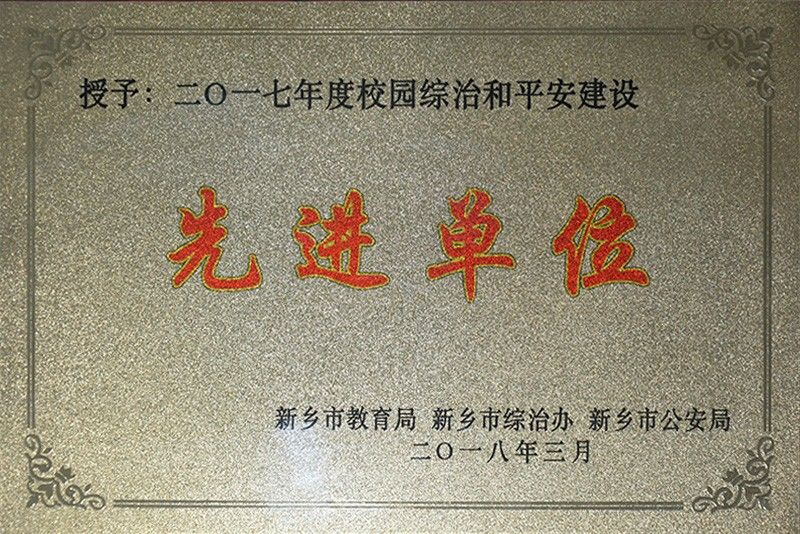 授予：二〇一七年度校园综治和平安建设
先进单位
新乡市教育局 新乡市综治办 新乡市公安局
二〇一八年三月